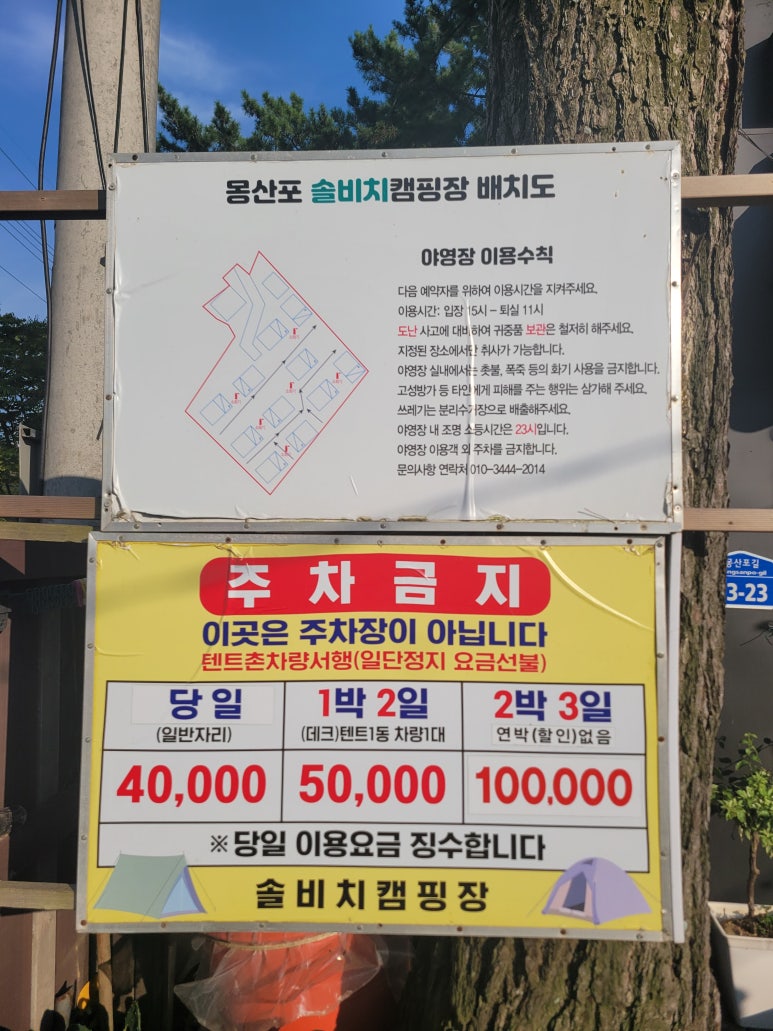 몽산포 솔비치캠핑장 배치도
야영장 이용수칙
다음 예약자를 위하여 이용시간을 지켜주세요.
이용시간: 입장 15시 – 퇴실 11시
도난 사고에 대비하여 귀중품 보관은 철저히 해주세요.
지정된 장소에서만 취사가 가능합니다.
야영장 실내에서는 촛불, 폭죽 등의 화기 사용을 금지합니다.
고성방가 등 타인에게 피해를 주는 행위는 삼가해 주세요.
쓰레기는 분리수거장으로 배출해주세요.
야영장 내 조명 소등시간은 23시입니다.
야영장 이용객 외 주차를 금지합니다.
문의사항 연락처 010-3444-2014
주차금지
이곳은 주차장이 아닙니다
텐트촌차량서행(일단정지 요금선불)
당일 1박 2일 2박 3일
(일반자리) (데크)텐트1동 차량1대 연박(할인)없음
40,000 50,000 100,000
※당일 이용요금 징수합니다
솔비치캠핑장
몽산포길
ngsanpo-gil
3-23